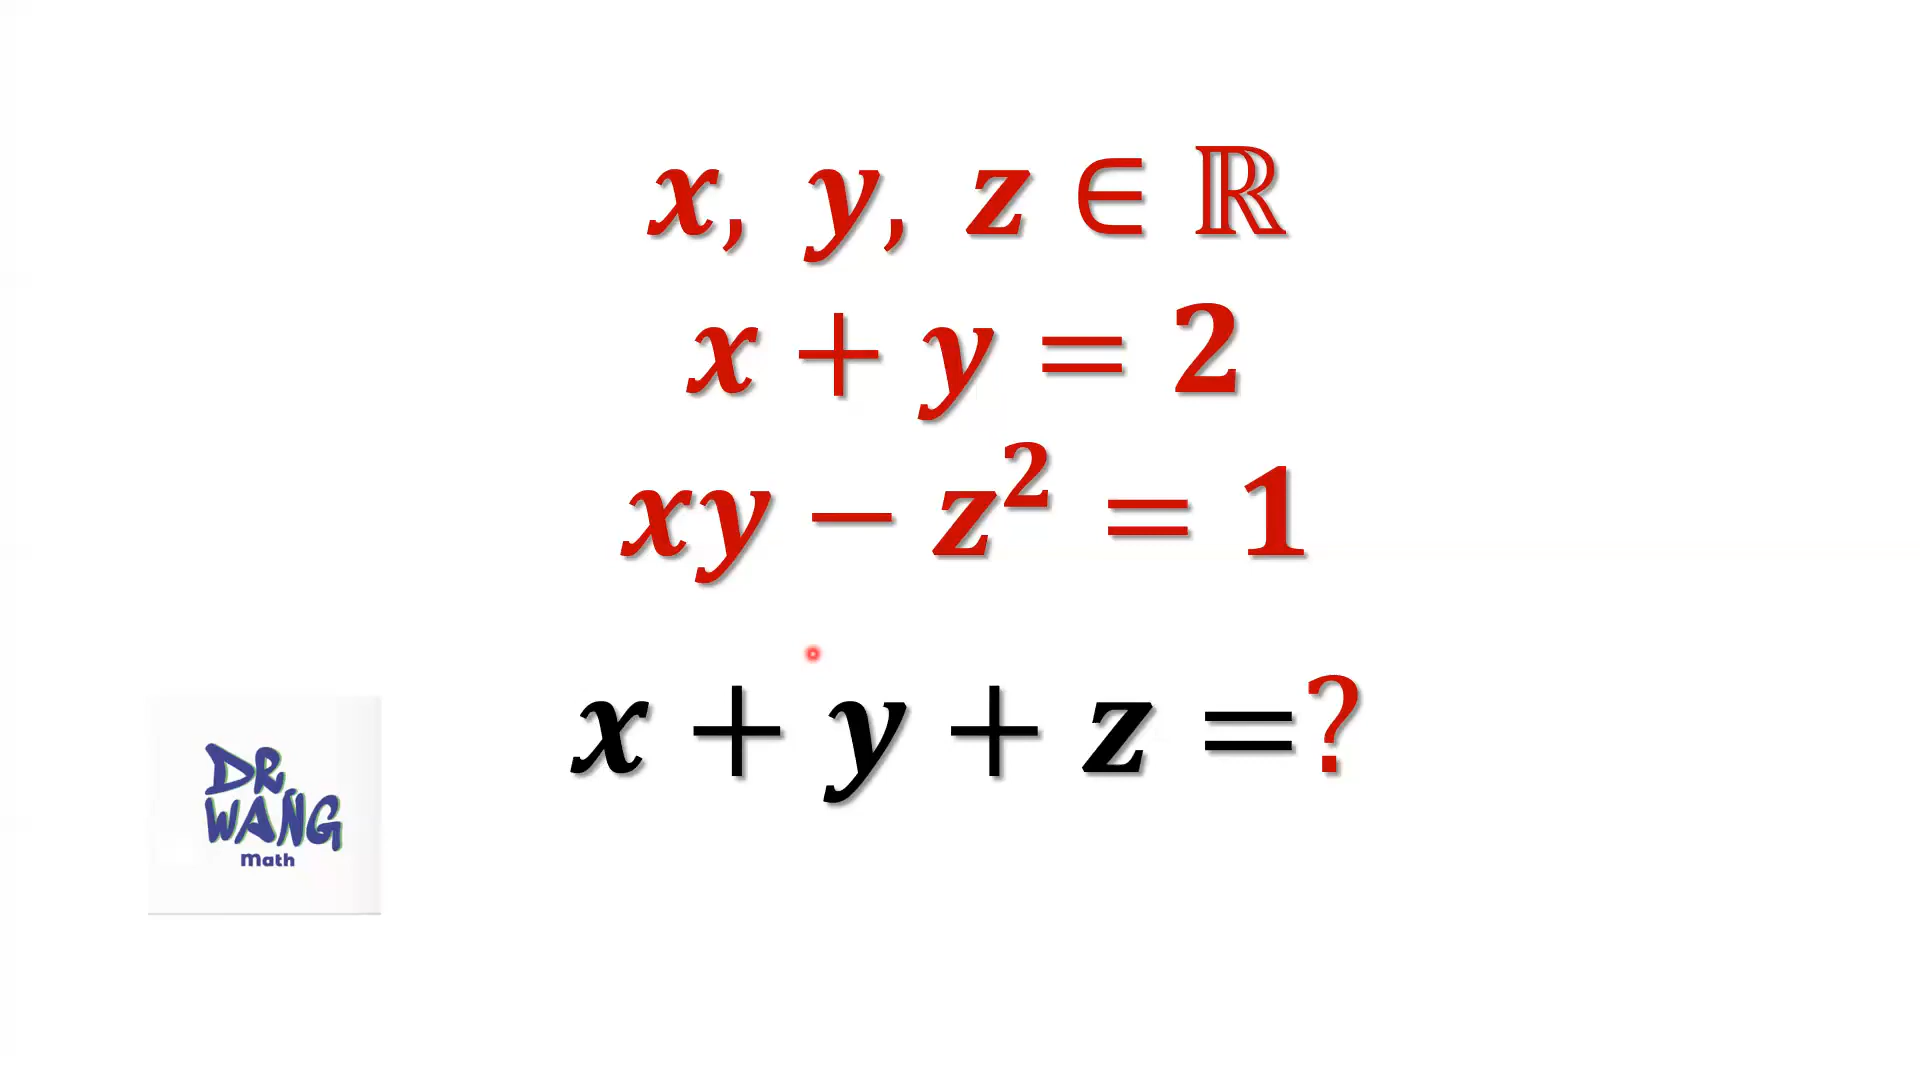 x, y, z ∈ ℝ
x + y = 2
xy − z² = 1
x + y + z =?
DR
WANG
Math